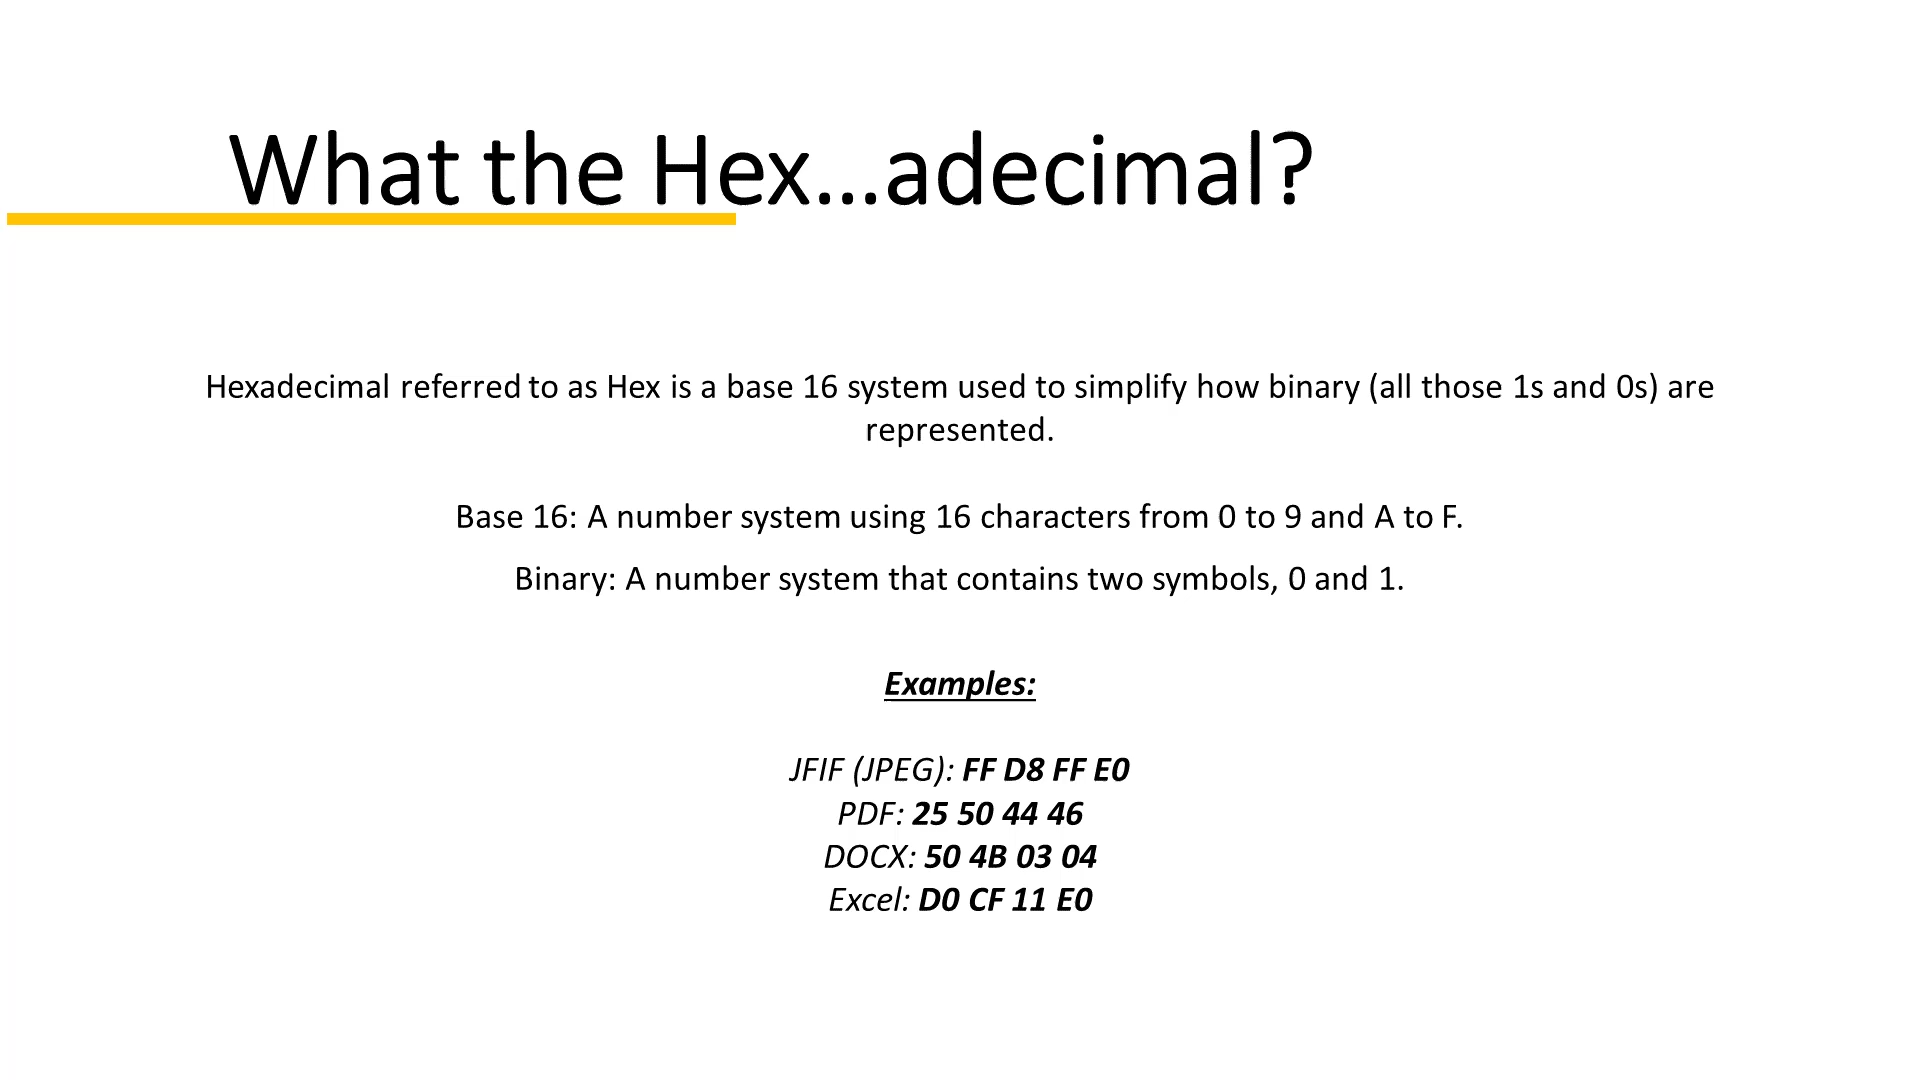 What the Hex...adecimal?
Hexadecimal referred to as Hex is a base 16 system used to simplify how binary (all those 1s and 0s) are
represented.
Base 16: A number system using 16 characters from 0 to 9 and A to F.
Binary: A number system that contains two symbols, 0 and 1.
Examples:
JFIF (JPEG): FF D8 FF E0
PDF: 25 50 44 46
DOCX: 50 4B 03 04
Excel: D0 CF 11 E0